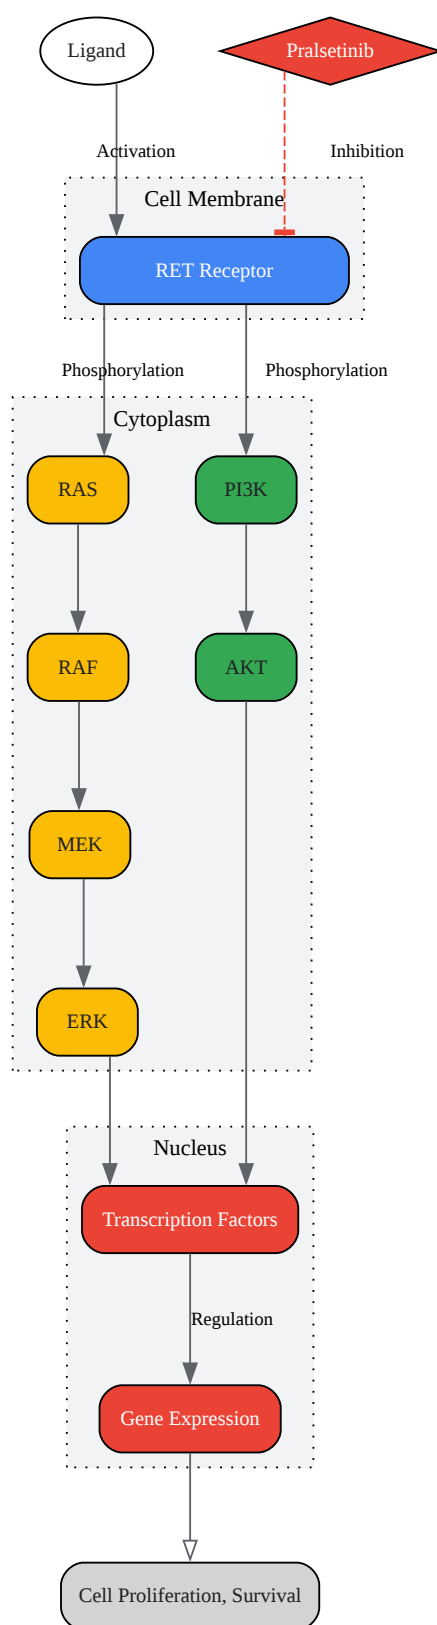 Ligand
Pralsetinib
Activation
Inhibition
Cell Membrane
RET Receptor
Phosphorylation
Phosphorylation
Cytoplasm
RAS
PI3K
RAF
AKT
MEK
ERK
Nucleus
Transcription Factors
Regulation
Gene Expression
Cell Proliferation, Survival